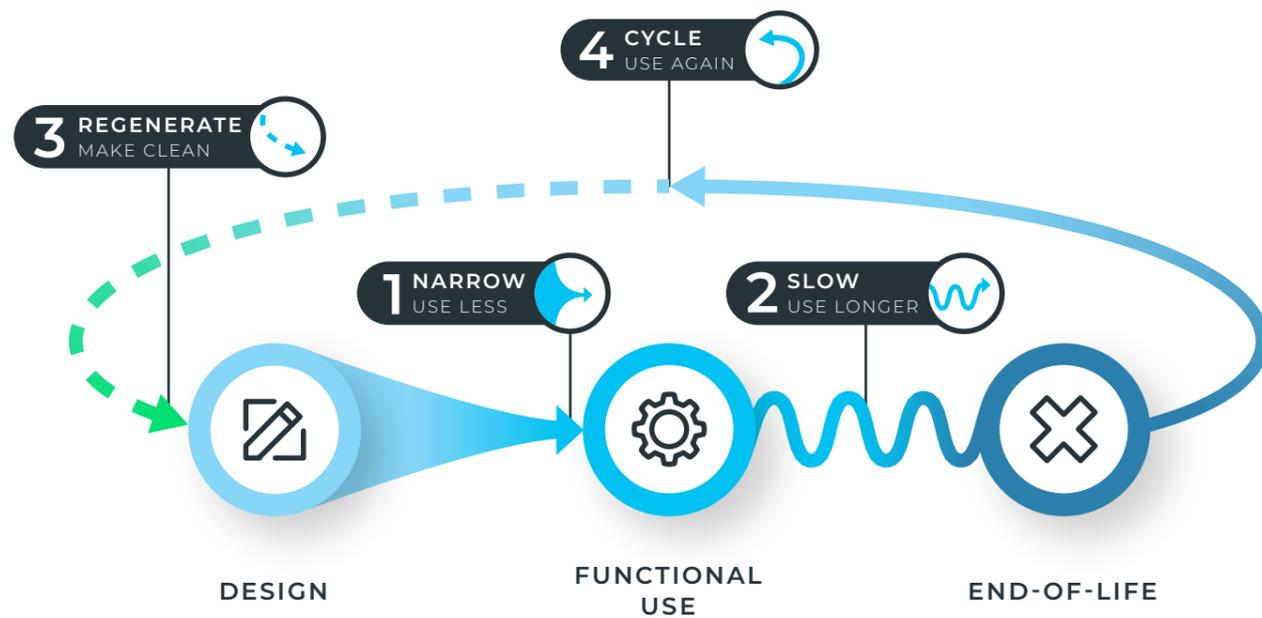 4 CYCLE
USE AGAIN
3 REGENERATE
MAKE CLEAN
1 NARROW
USE LESS
2 SLOW
USE LONGER
DESIGN
FUNCTIONAL
USE
END-OF-LIFE